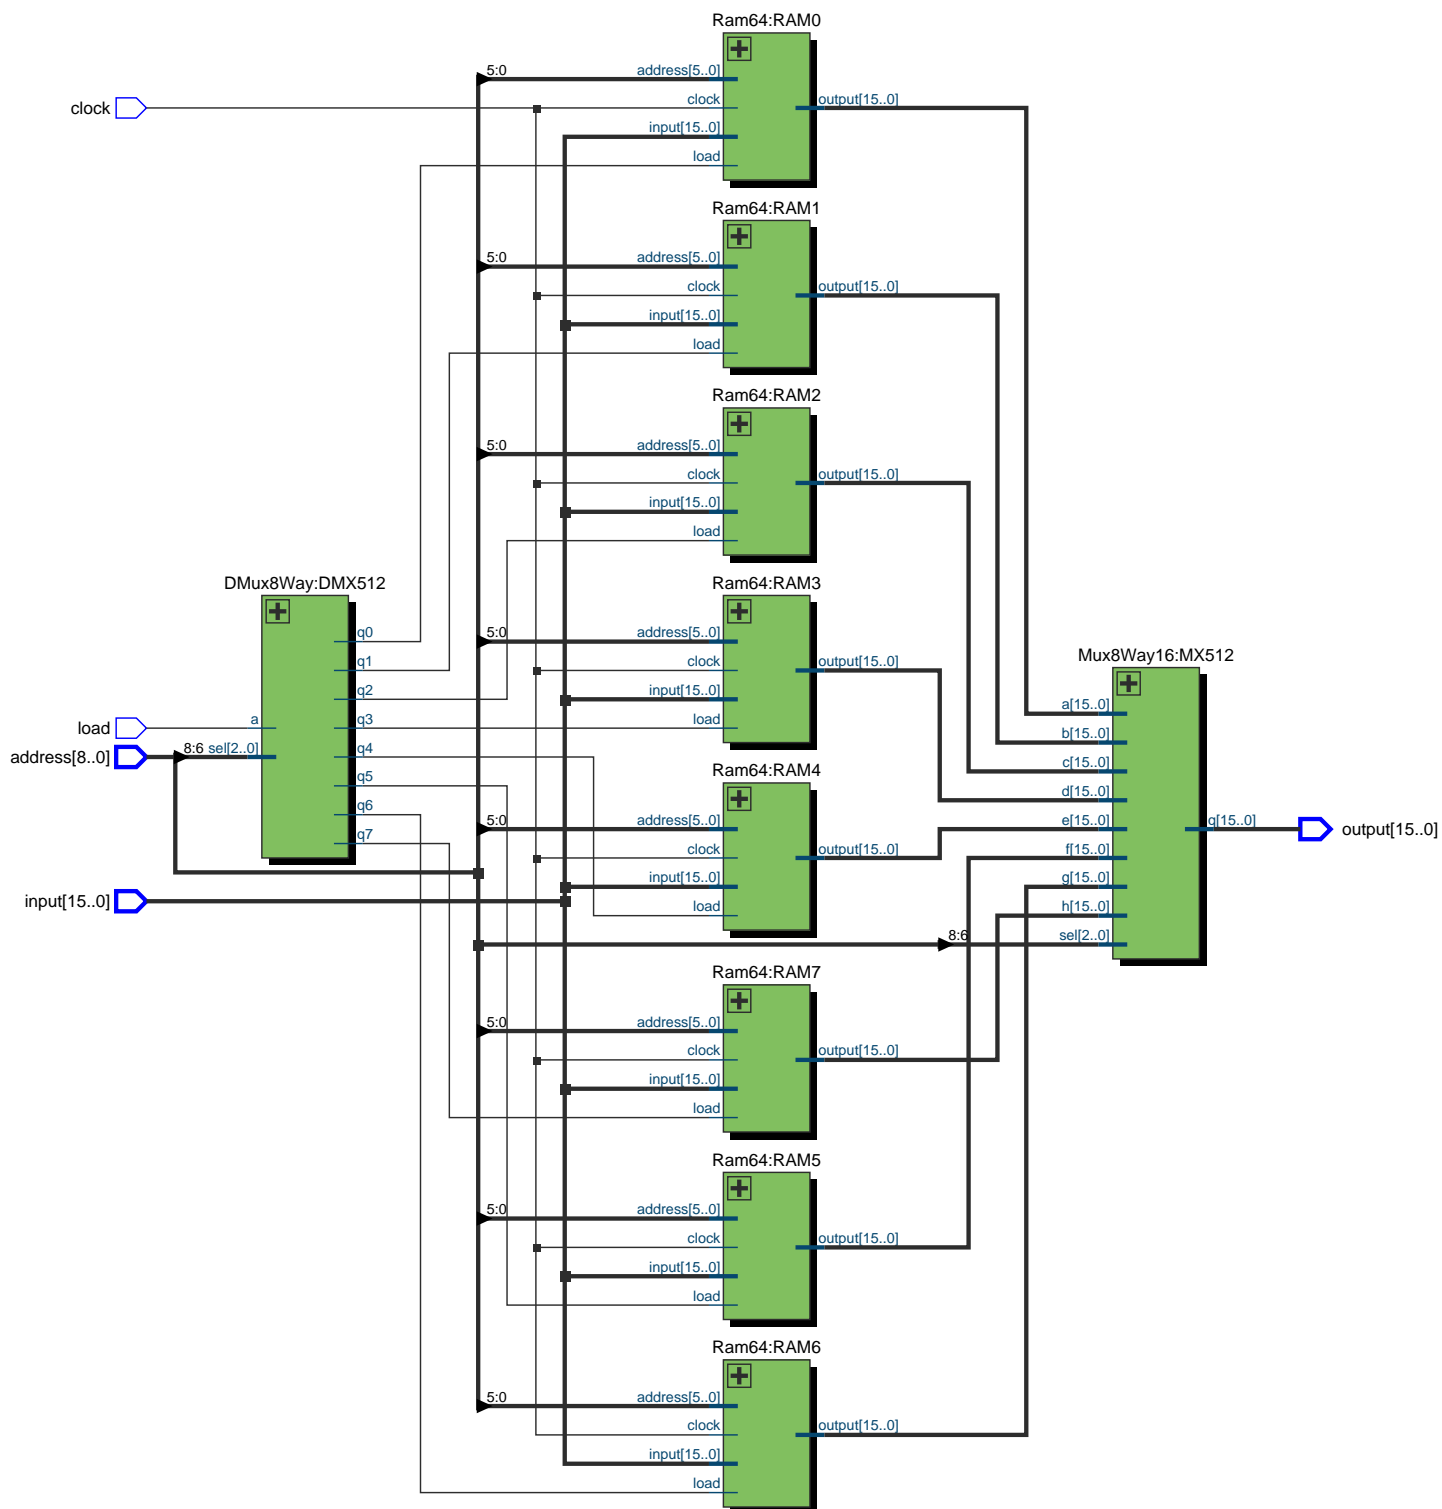 Ram64:RAM0
5:0 address[5..0]
clock
clock
output[15..0]
input[15..0]
load
Ram64:RAM1
5:0 address[5..0]
clock
output[15..0]
input[15..0]
load
Ram64:RAM2
5:0 address[5..0]
clock
output[15..0]
input[15..0]
load
DMux8Way:DMX512
q0
q1
q2
q3
q4
q5
q6
q7
a
8:6 sel[2..0]
load
address[8..0]
input[15..0]
Ram64:RAM3
5:0 address[5..0]
clock
output[15..0]
input[15..0]
load
Ram64:RAM4
5:0 address[5..0]
clock
output[15..0]
input[15..0]
load
Mux8Way16:MX512
a[15..0]
b[15..0]
c[15..0]
d[15..0]
e[15..0]
f[15..0]
g[15..0]
h[15..0]
8:6 sel[2..0]
q[15..0]
output[15..0]
Ram64:RAM7
5:0 address[5..0]
clock
output[15..0]
input[15..0]
load
Ram64:RAM5
5:0 address[5..0]
clock
output[15..0]
input[15..0]
load
Ram64:RAM6
5:0 address[5..0]
clock
output[15..0]
input[15..0]
load